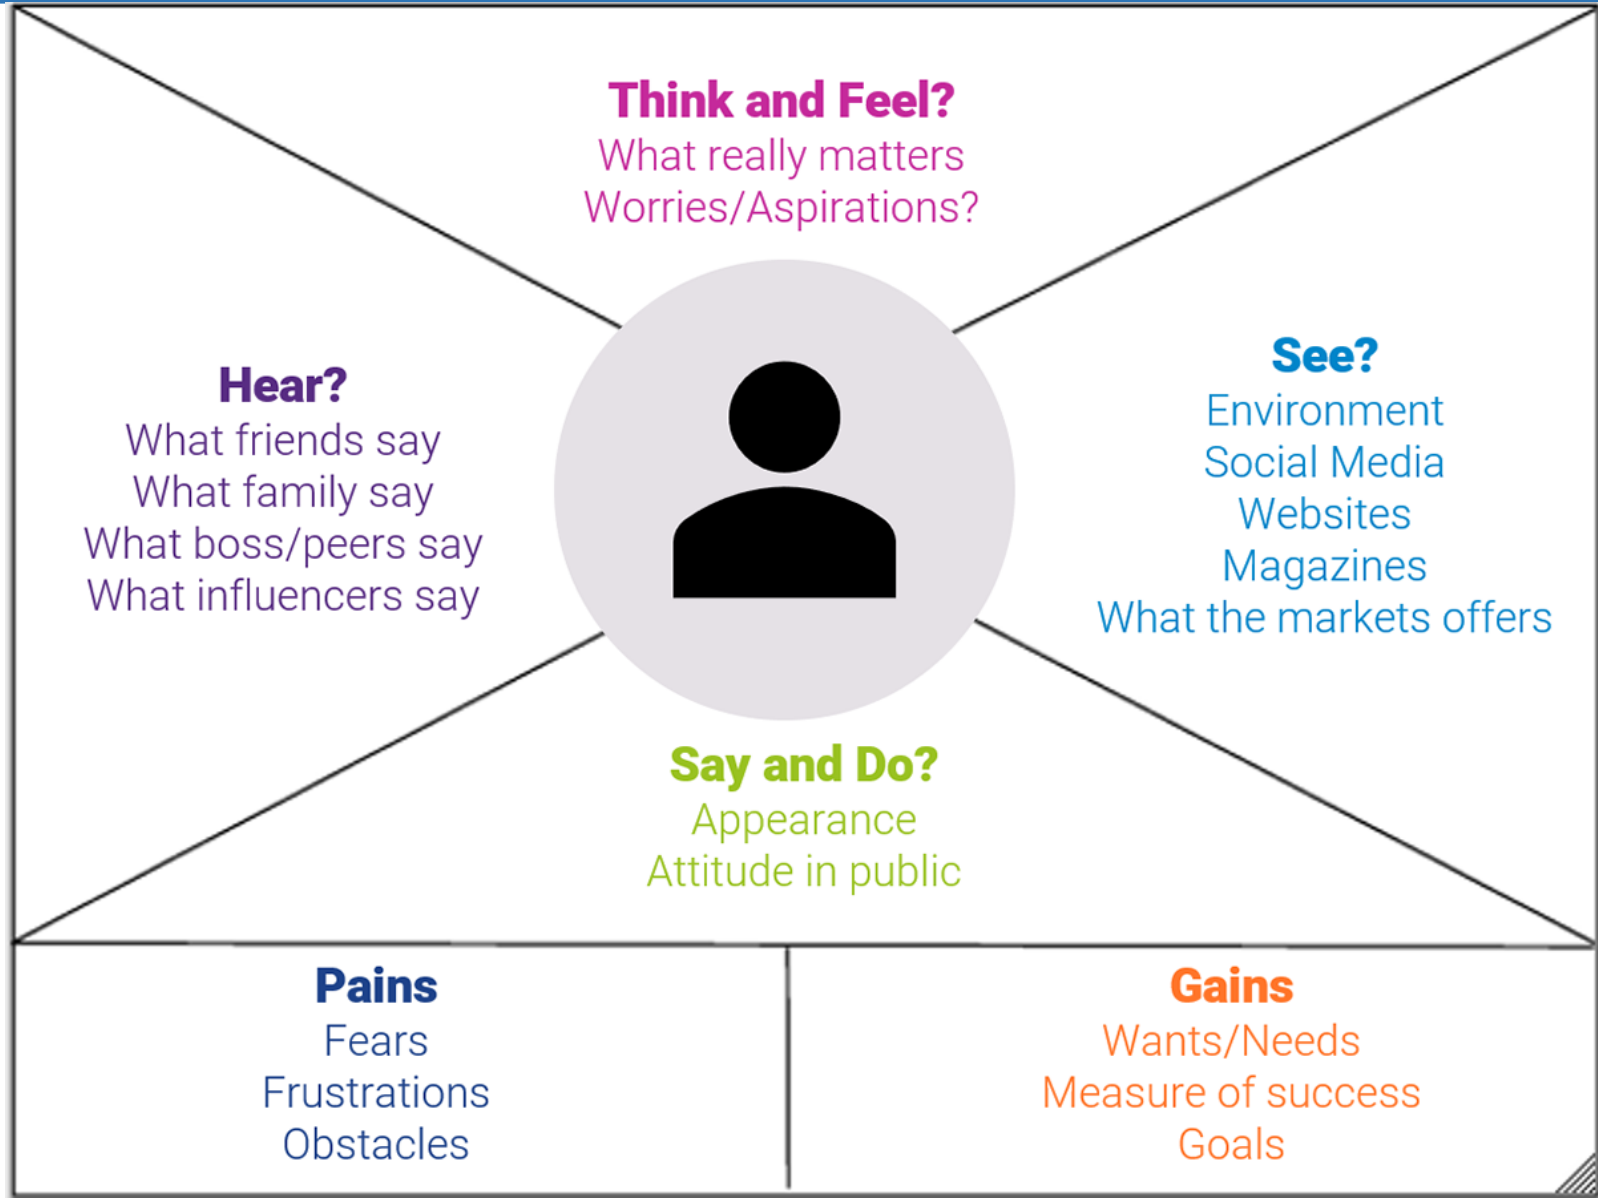 Think and Feel?
What really matters
Worries/Aspirations?
Hear?
What friends say
What family say
What boss/peers say
What influencers say
See?
Environment
Social Media
Websites
Magazines
What the markets offers
Say and Do?
Appearance
Attitude in public
Pains
Fears
Frustrations
Obstacles
Gains
Wants/Needs
Measure of success
Goals